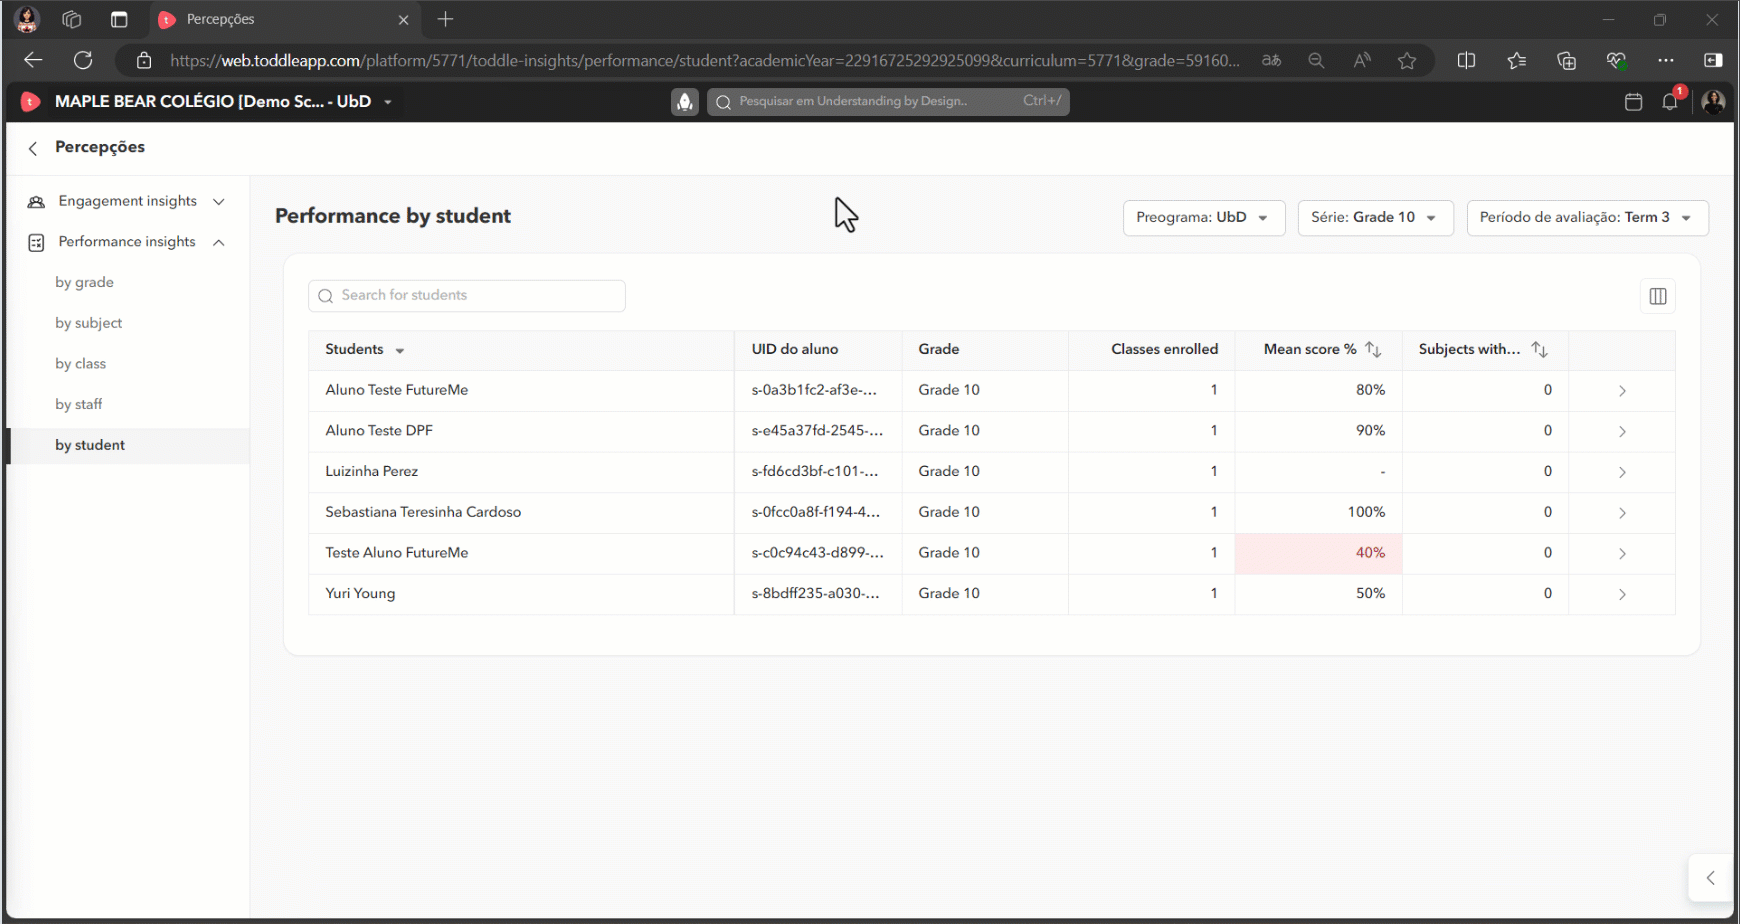 Percepções
https://web.toddleapp.com/platform/5771/toddle-insights/performance/student?academicYear=22916725292925099&curriculum=5771&grade=59160...
MAPLE BEAR COLÉGIO [Demo Sc... - UbD
Pesquisar em Understanding by Design.. Ctrl+/
1
Percepções
Engagement insights
Performance insights
by grade
by subject
by class
by staff
by student
Performance by student
Preograma: UbD
Série: Grade 10
Período de avaliação: Term 3
Search for students
Students UID do aluno Grade Classes enrolled Mean score % Subjects with...
Aluno Teste FutureMe s-0a3b1fc2-af3e-... Grade 10 1 80% 0
Aluno Teste DPF s-e45a37fd-2545-... Grade 10 1 90% 0
Luizinha Perez s-fd6cd3bf-c101-... Grade 10 1 - 0
Sebastiana Teresinha Cardoso s-0fcc0a8f-f194-4... Grade 10 1 100% 0
Teste Aluno FutureMe s-c0c94c43-d899-... Grade 10 1 40% 0
Yuri Young s-8bdff235-a030-... Grade 10 1 50% 0